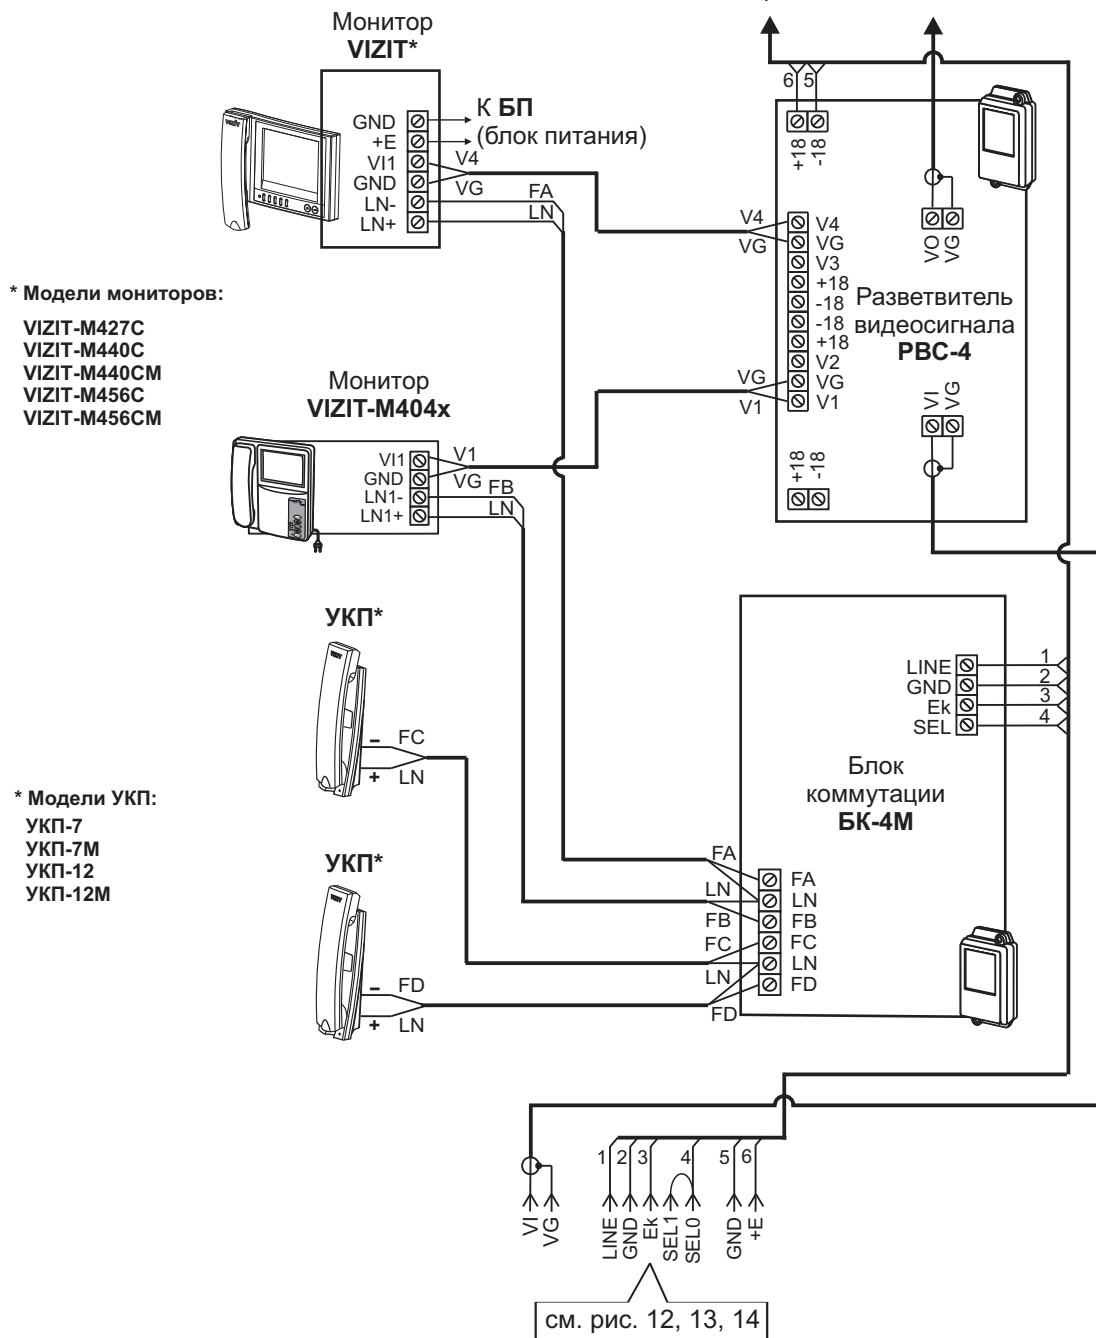 Монитор
VIZIT*
GND
+E
VI1
GND
LN-
LN+
К БП
(блок питания)
V4
VG
FA
LN
6
5
+18
-18
VO
VG
V4
VG
V4
VG
V3
+18
-18
-18
+18
V2
VG
V1
VG
V1
Разветвитель
видеосигнала
РВС-4
VI
VG
+18
-18
* Модели мониторов:
VIZIT-M427C
VIZIT-M440C
VIZIT-M440CM
VIZIT-M456C
VIZIT-M456CM
Монитор
VIZIT-M404x
VI1
GND
LN1-
LN1+
V1
VG
FB
LN
УКП*
–
+
FC
LN
* Модели УКП:
УКП-7
УКП-7М
УКП-12
УКП-12М
УКП*
–
+
FD
LN
LINE
GND
Ek
SEL
1
2
3
4
Блок
коммутации
БК-4М
FA
LN
FB
FC
LN
FD
FA
LN
FB
FC
LN
FD
1
2
3
4
5
6
VI
VG
LINE
GND
Ek
SEL1
SEL0
GND
+E
см. рис. 12, 13, 14